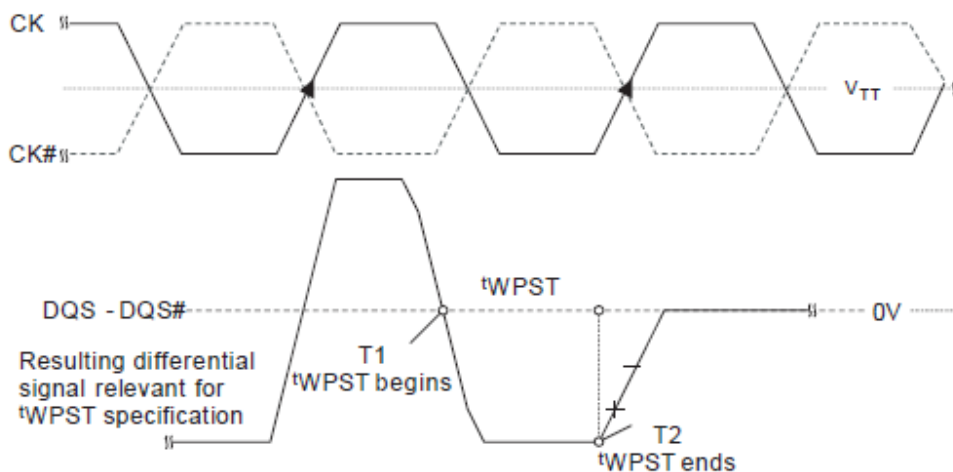 CK
V_TT
CK#
tWPST
DQS - DQS#
0V
Resulting differential
signal relevant for
tWPST specification
T1
tWPST begins
T2
tWPST ends